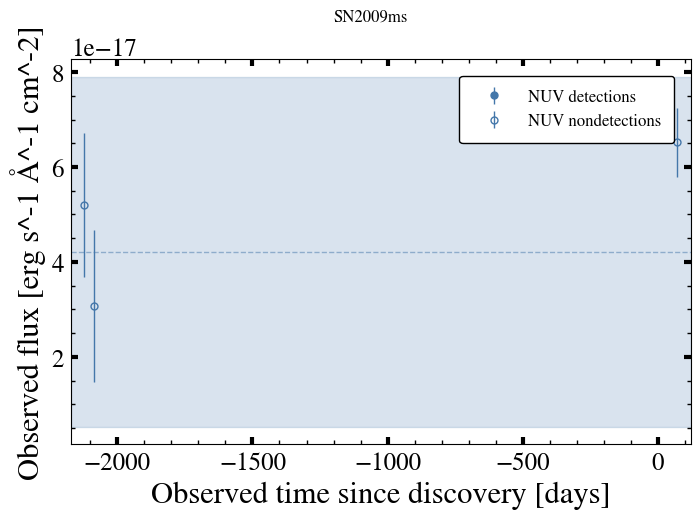 SN2009ms
1e−17
8
6
4
2
NUV detections
NUV nondetections
−2000
−1500
−1000
−500
0
Observed time since discovery [days]
Observed flux [erg s^-1 Å^-1 cm^-2]